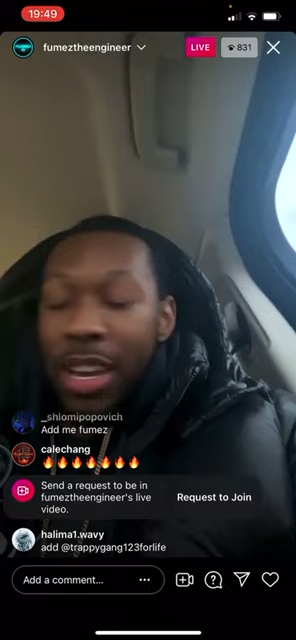 19:49
fumeztheengineer
LIVE
831
_shlomipopovich
Add me fumez
calechang
🔥🔥🔥🔥🔥🔥🔥
Send a request to be in
fumeztheengineer's live
video.
Request to Join
halima1.wavy
add @trappygang123forlife
Add a comment...